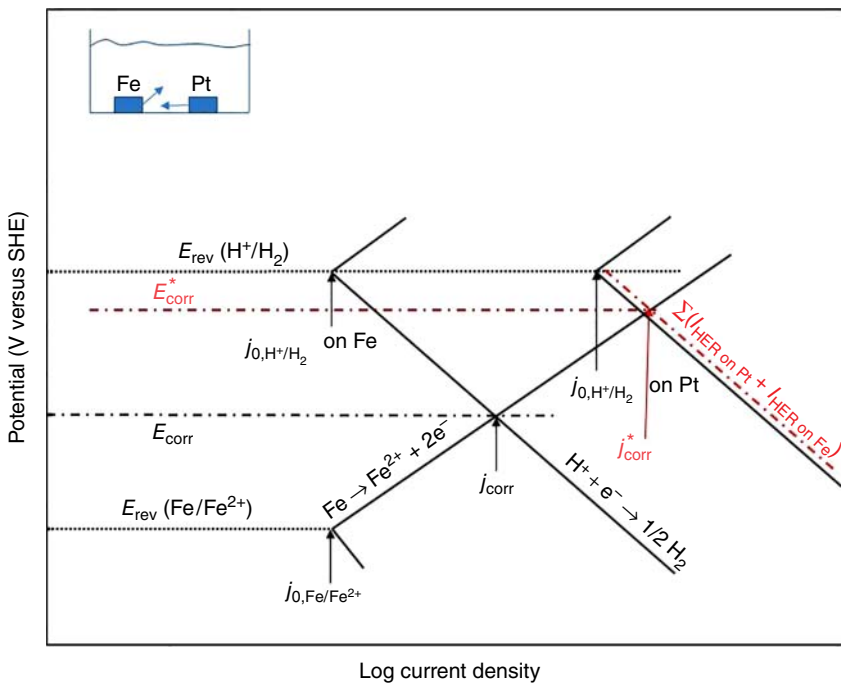 Fe Pt
E_rev (H⁺/H₂)
E*_corr
j_0,H⁺/H₂ on Fe
j_0,H⁺/H₂ on Pt
Σ(I_HER on Pt + I_HER on Fe)
j*_corr
E_corr
Fe → Fe²⁺ + 2e⁻
j_corr
H⁺ + e⁻ → 1/2 H₂
E_rev (Fe/Fe²⁺)
j_0,Fe/Fe²⁺
Potential (V versus SHE)
Log current density